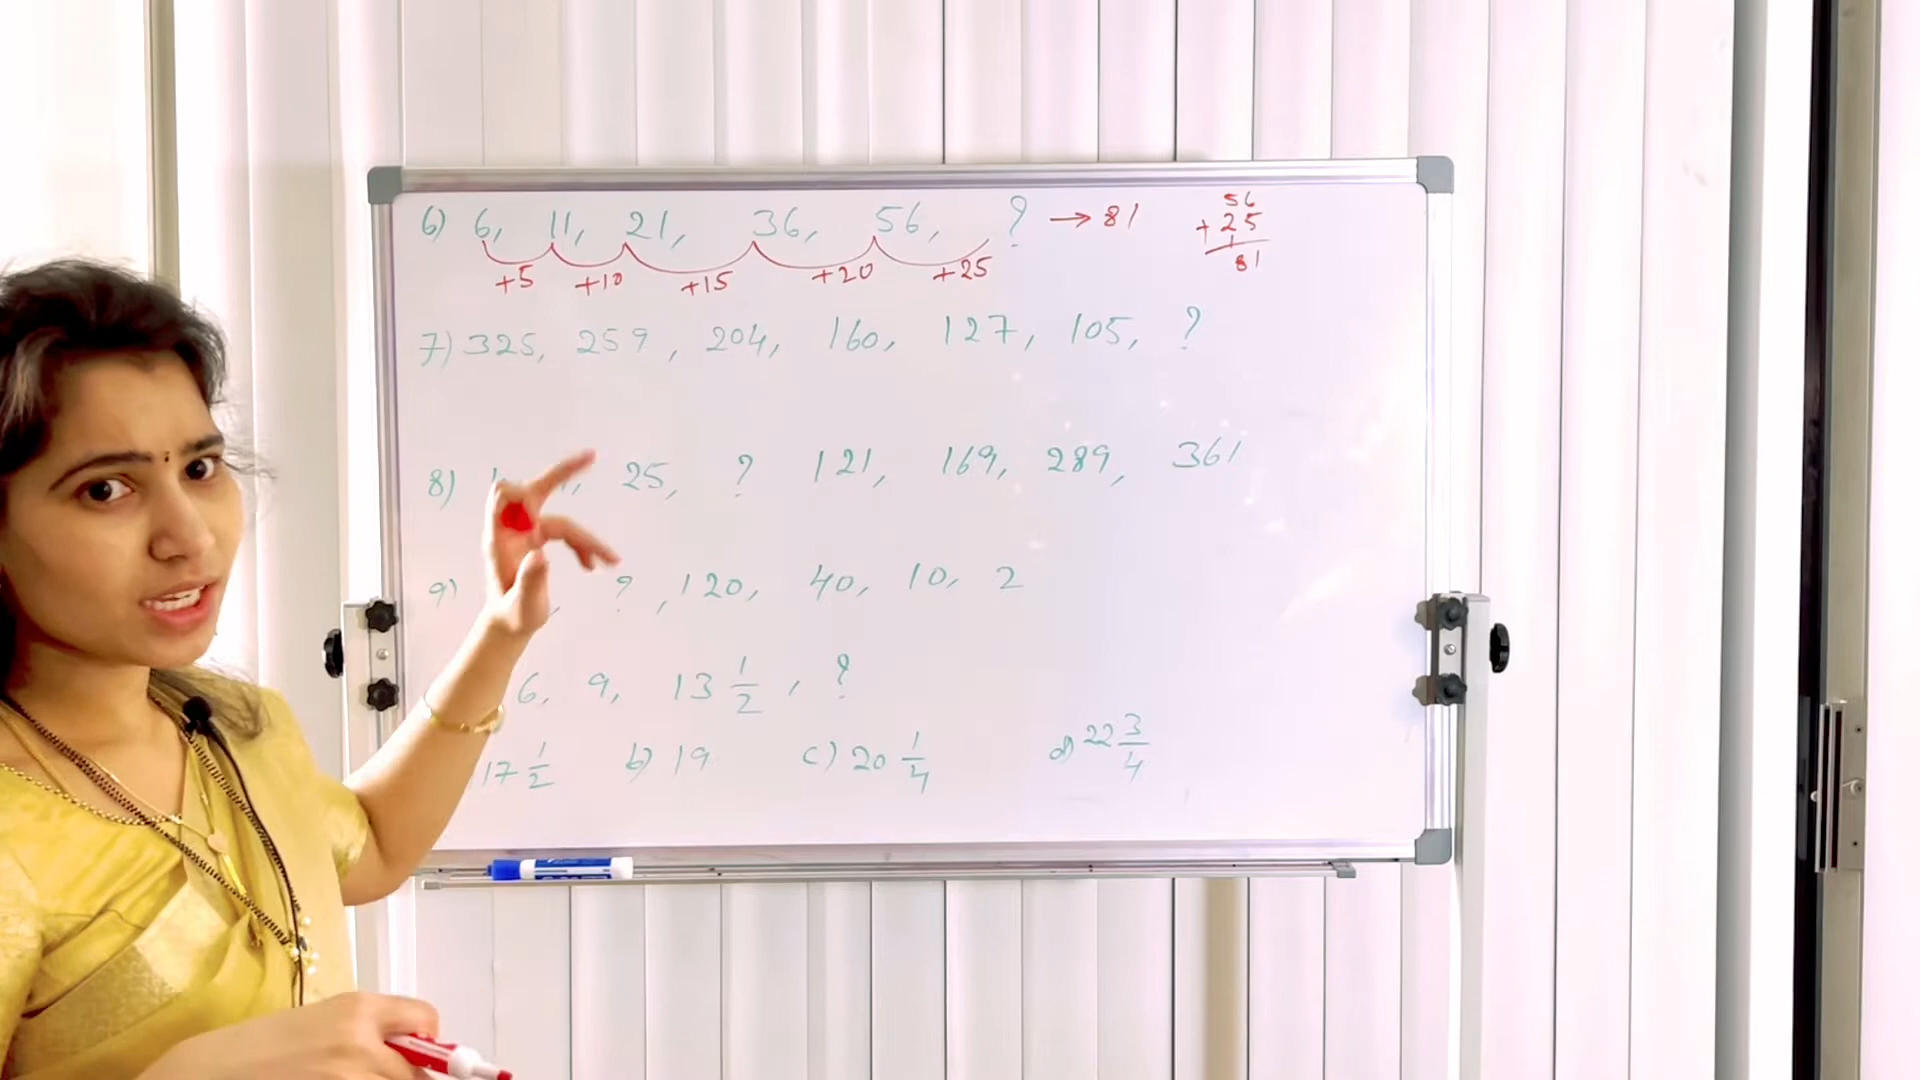 6) 6, 11, 21, 36, 56, ? → 81
+5 +10 +15 +20 +25
56
+ 25
1
81
7) 325, 259, 204, 160, 127, 105, ?
8) 25, ? 121, 169, 289, 361
9) , ?, 120, 40, 10, 2
6, 9, 13 1/2, ?
17 1/2 b) 19 c) 20 1/4 d) 22 3/4